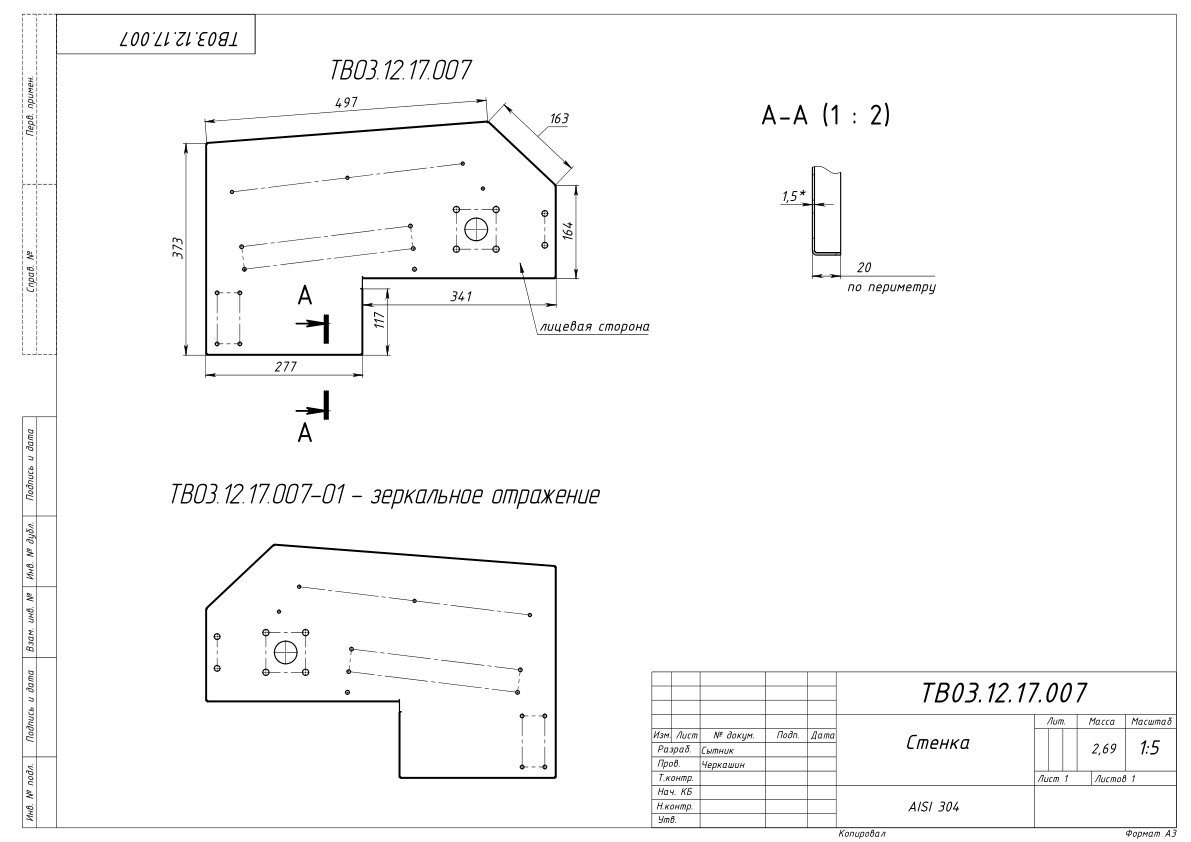 ТВ03.12.17.007
ТВ03.12.17.007
497
163
373
164
341
117
277
А
А
лицевая сторона
А-А (1 : 2)
1,5*
20
по периметру
ТВ03.12.17.007-01 - зеркальное отражение
Перв. примен.
Справ. №
Подпись и дата
Инв. № дубл.
Взам. инв. №
Подпись и дата
Инв. № подл.
ТВ03.12.17.007
Изм. Лист № докум. Подп. Дата
Разраб. Сытник
Пров. Черкашин
Т.контр.
Нач. КБ
Н.контр.
Утв.
Стенка
Лит. Масса Масштаб
2,69 1:5
Лист 1 Листов 1
AISI 304
Копировал Формат А3